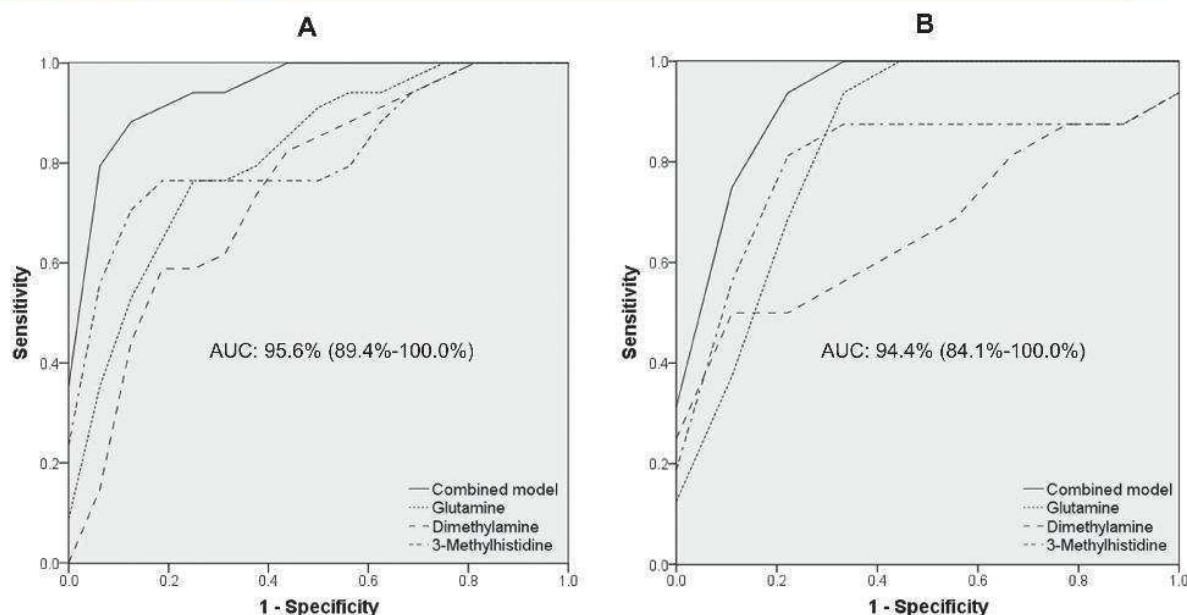 A
1.0
0.8
0.6
0.4
0.2
0.0
Sensitivity
0.0 0.2 0.4 0.6 0.8 1.0
1 - Specificity
AUC: 95.6% (89.4%-100.0%)
Combined model
Glutamine
Dimethylamine
3-Methylhistidine
B
1.0
0.8
0.6
0.4
0.2
0.0
Sensitivity
0.0 0.2 0.4 0.6 0.8 1.0
1 - Specificity
AUC: 94.4% (84.1%-100.0%)
Combined model
Glutamine
Dimethylamine
3-Methylhistidine